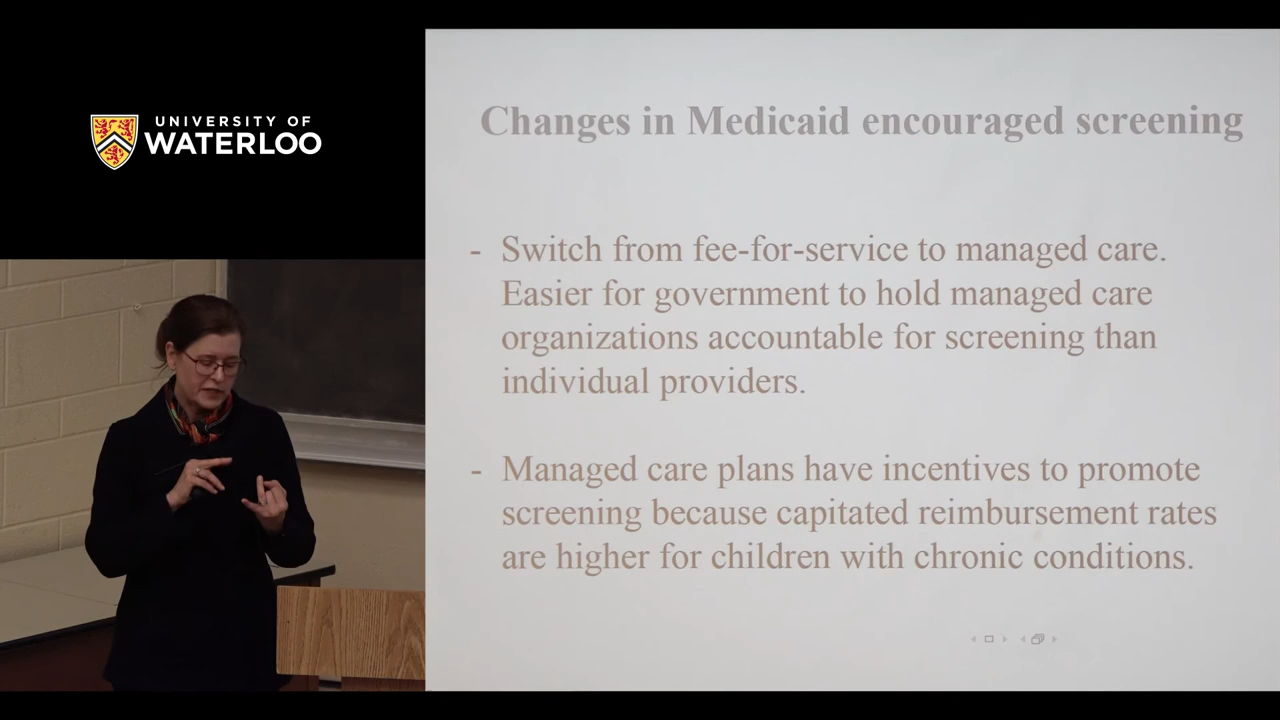 UNIVERSITY OF
WATERLOO
Changes in Medicaid encouraged screening
- Switch from fee-for-service to managed care.
Easier for government to hold managed care
organizations accountable for screening than
individual providers.
- Managed care plans have incentives to promote
screening because capitated reimbursement rates
are higher for children with chronic conditions.